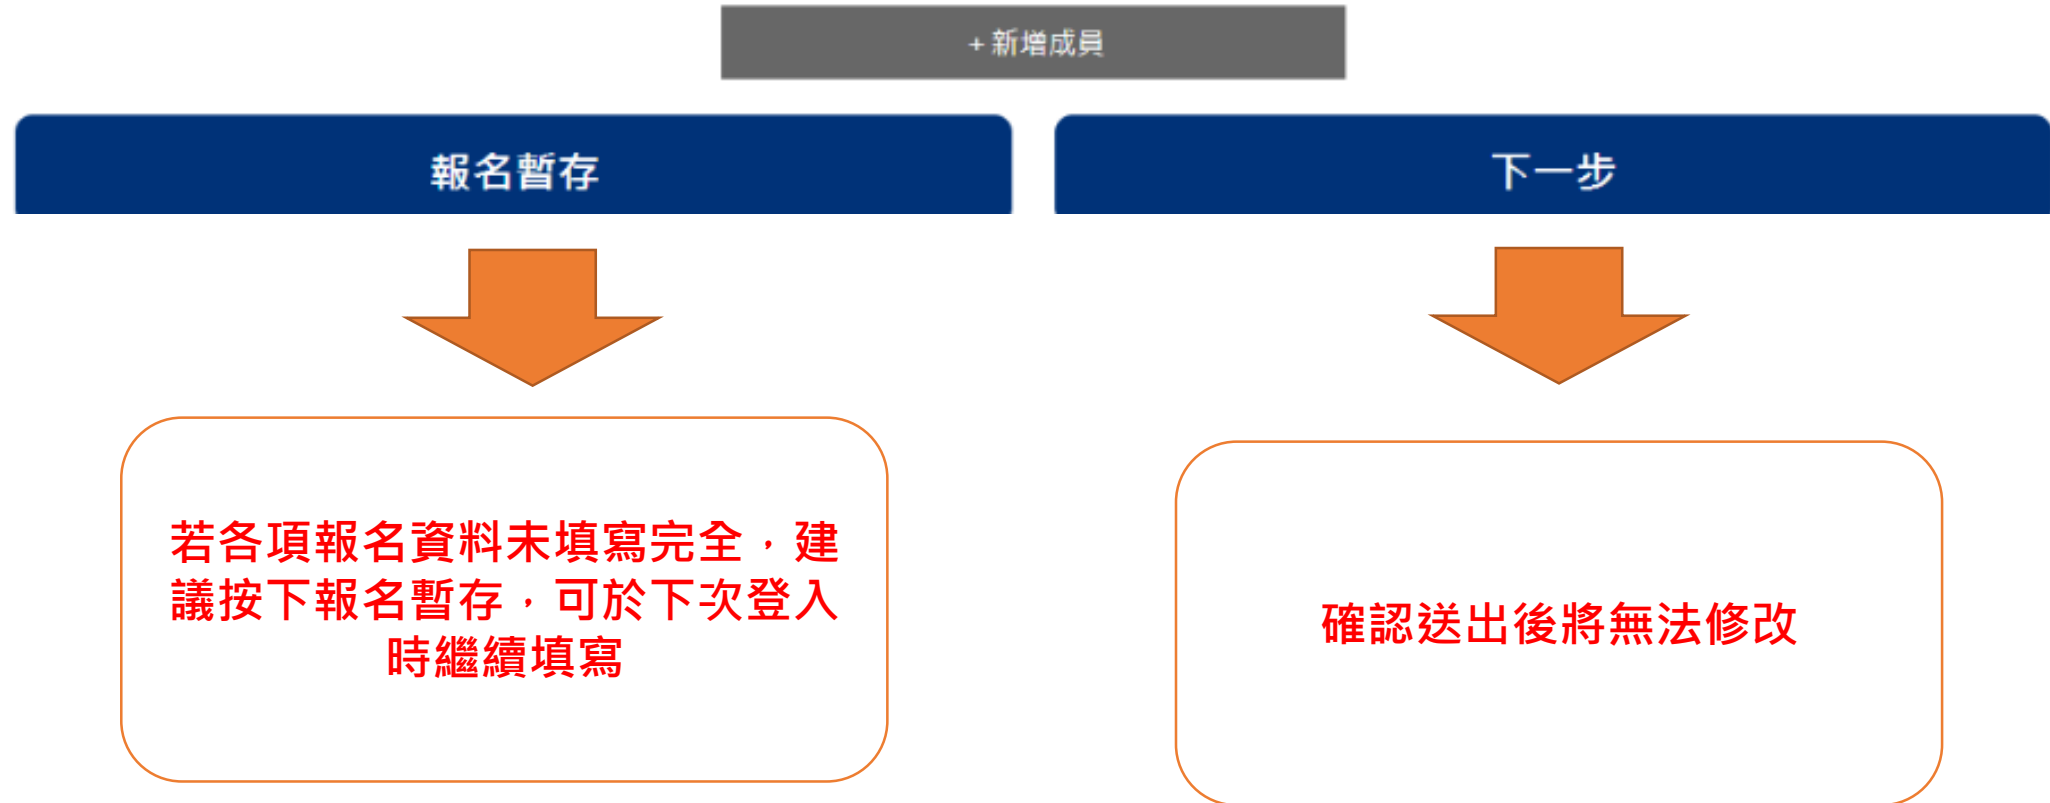 + 新增成員
報名暫存
下一步
若各項報名資料未填寫完全，建
議按下報名暫存，可於下次登入
時繼續填寫
確認送出後將無法修改